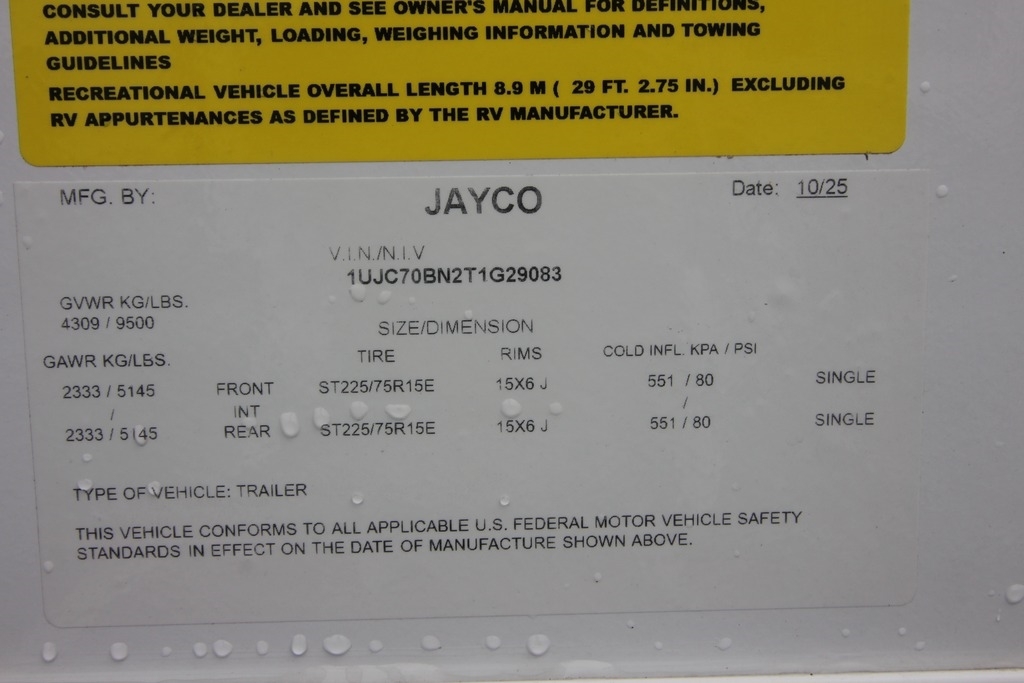 CONSULT YOUR DEALER AND SEE OWNER'S MANUAL FOR DEFINITIONS,
ADDITIONAL WEIGHT, LOADING, WEIGHING INFORMATION AND TOWING
GUIDELINES
RECREATIONAL VEHICLE OVERALL LENGTH 8.9 M ( 29 FT. 2.75 IN.) EXCLUDING
RV APPURTENANCES AS DEFINED BY THE RV MANUFACTURER.
MFG. BY: JAYCO Date: 10/25
V.I.N./N.I.V
1UJC70BN2T1G29083
GVWR KG/LBS.
4309 / 9500
SIZE/DIMENSION
GAWR KG/LBS. TIRE RIMS COLD INFL. KPA / PSI
2333 / 5145 FRONT ST225/75R15E 15X6 J 551 / 80 SINGLE
/ INT /
2333 / 5145 REAR ST225/75R15E 15X6 J 551 / 80 SINGLE
TYPE OF VEHICLE: TRAILER
THIS VEHICLE CONFORMS TO ALL APPLICABLE U.S. FEDERAL MOTOR VEHICLE SAFETY
STANDARDS IN EFFECT ON THE DATE OF MANUFACTURE SHOWN ABOVE.